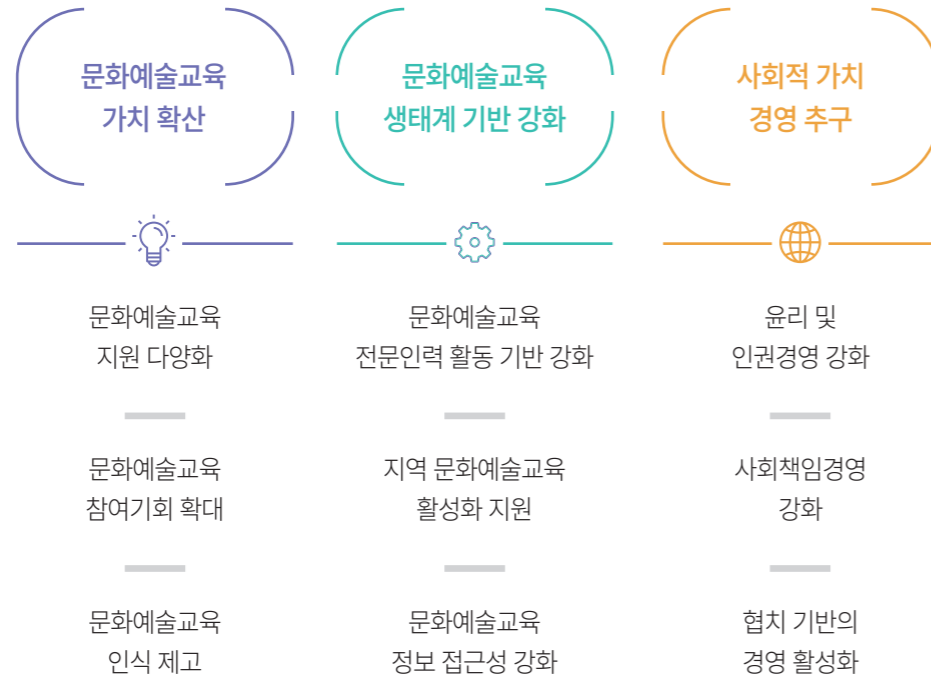 문화예술교육
가치 확산
문화예술교육
생태계 기반 강화
사회적 가치
경영 추구
문화예술교육
지원 다양화
문화예술교육
참여기회 확대
문화예술교육
인식 제고
문화예술교육
전문인력 활동 기반 강화
지역 문화예술교육
활성화 지원
문화예술교육
정보 접근성 강화
윤리 및
인권경영 강화
사회책임경영
강화
협치 기반의
경영 활성화